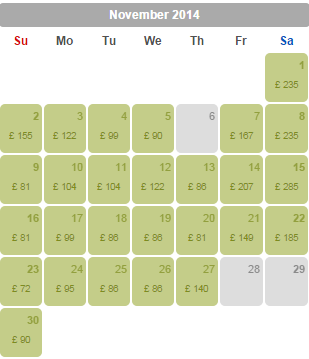 November 2014
Su Mo Tu We Th Fr Sa
1
£ 235
2 3 4 5 6 7 8
£ 155 £ 122 £ 99 £ 90 £ 167 £ 235
9 10 11 12 13 14 15
£ 81 £ 104 £ 104 £ 122 £ 86 £ 207 £ 285
16 17 18 19 20 21 22
£ 81 £ 99 £ 86 £ 86 £ 81 £ 149 £ 185
23 24 25 26 27 28 29
£ 72 £ 95 £ 86 £ 86 £ 140
30
£ 90